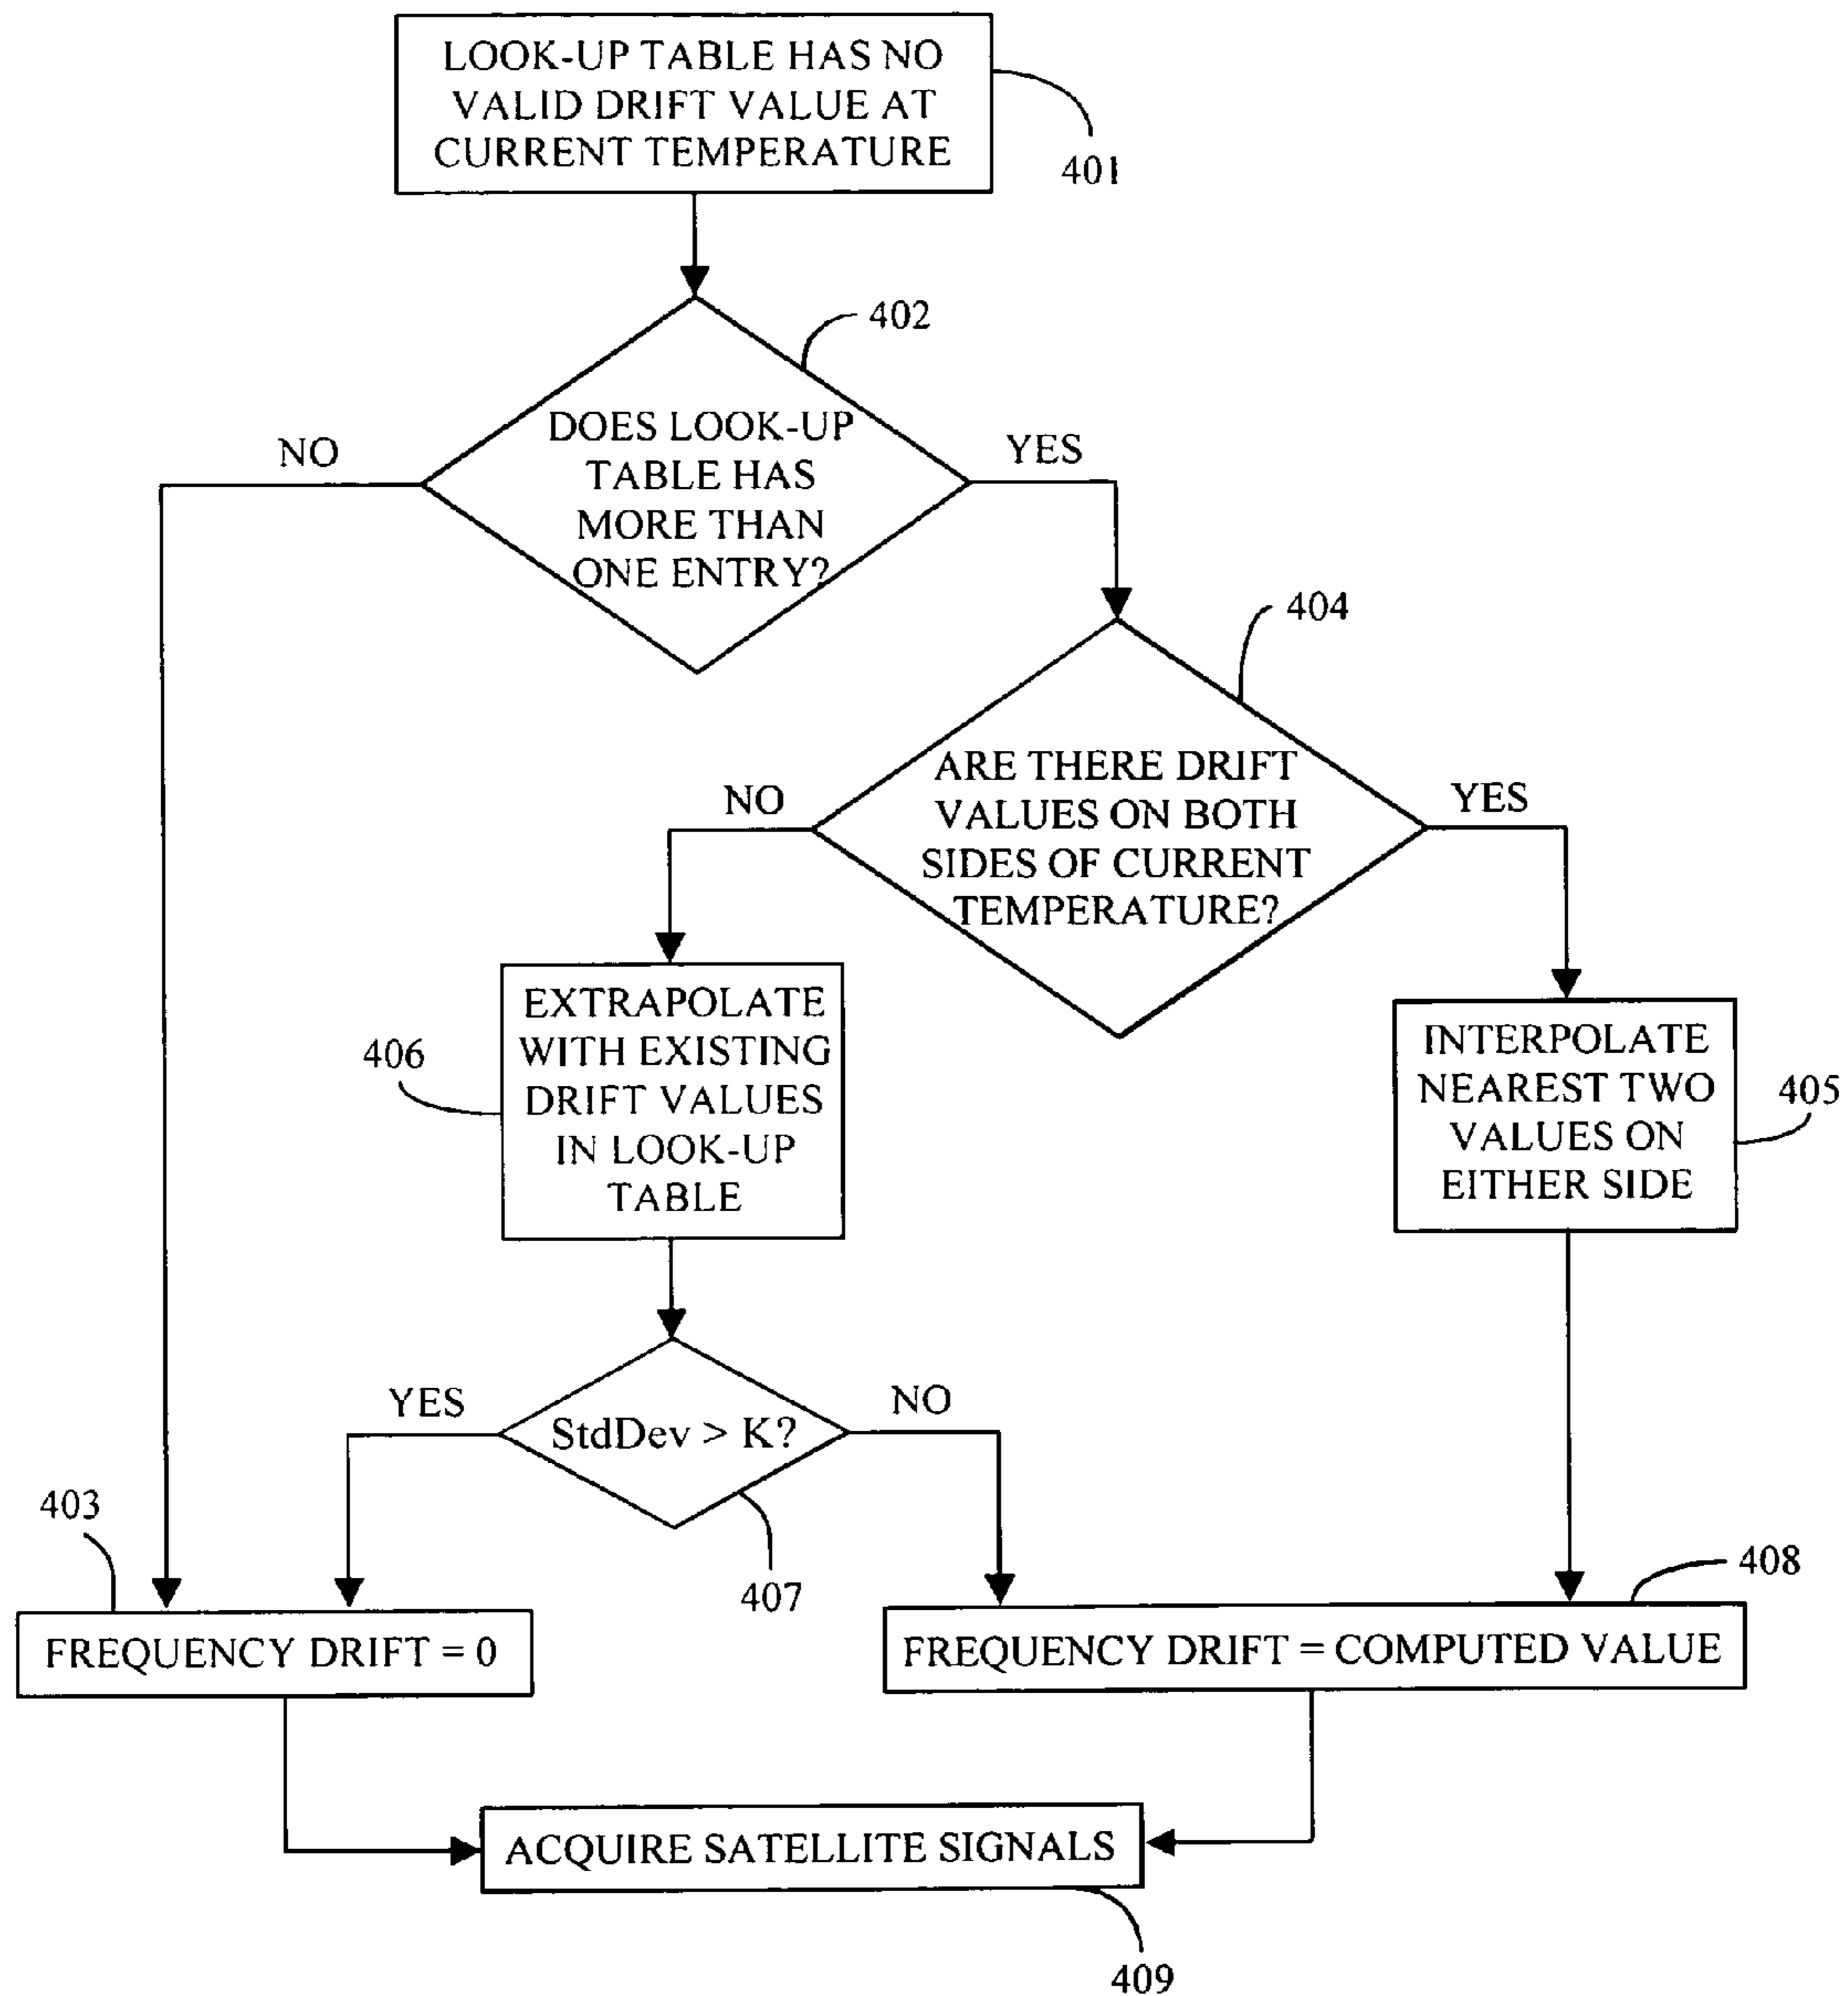 LOOK-UP TABLE HAS NO
VALID DRIFT VALUE AT
CURRENT TEMPERATURE
401
402
DOES LOOK-UP
TABLE HAS
MORE THAN
ONE ENTRY?
NO
YES
404
ARE THERE DRIFT
VALUES ON BOTH
SIDES OF CURRENT
TEMPERATURE?
NO
YES
EXTRAPOLATE
WITH EXISTING
DRIFT VALUES
IN LOOK-UP
TABLE
406
INTERPOLATE
NEAREST TWO
VALUES ON
EITHER SIDE
405
YES
StdDev > K?
NO
407
403
FREQUENCY DRIFT = 0
408
FREQUENCY DRIFT = COMPUTED VALUE
ACQUIRE SATELLITE SIGNALS
409